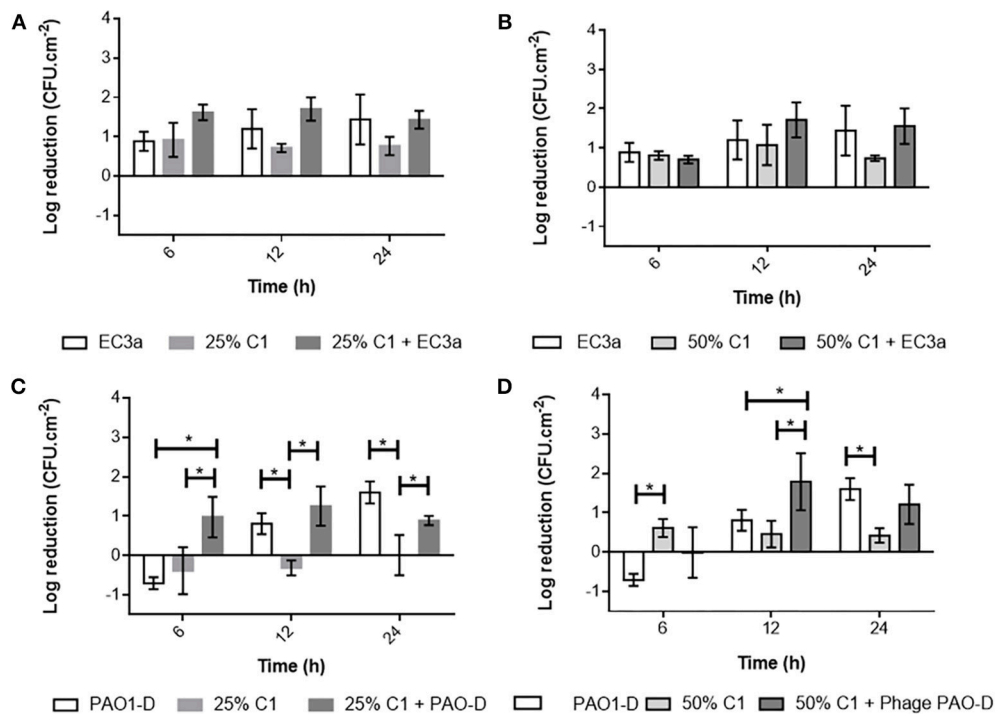 A
Log reduction (CFU.cm-2)
4
3
2
1
0
-1
6
12
24
Time (h)
EC3a 25% C1 25% C1 + EC3a
B
Log reduction (CFU.cm-2)
4
3
2
1
0
-1
6
12
24
Time (h)
EC3a 50% C1 50% C1 + EC3a
C
Log reduction (CFU.cm-2)
4
3
2
1
0
-1
* * * * * *
6
12
24
Time (h)
PAO1-D 25% C1 25% C1 + PAO-D
D
Log reduction (CFU.cm-2)
4
3
2
1
0
-1
* * * *
6
12
24
Time (h)
PAO1-D 50% C1 50% C1 + Phage PAO-D